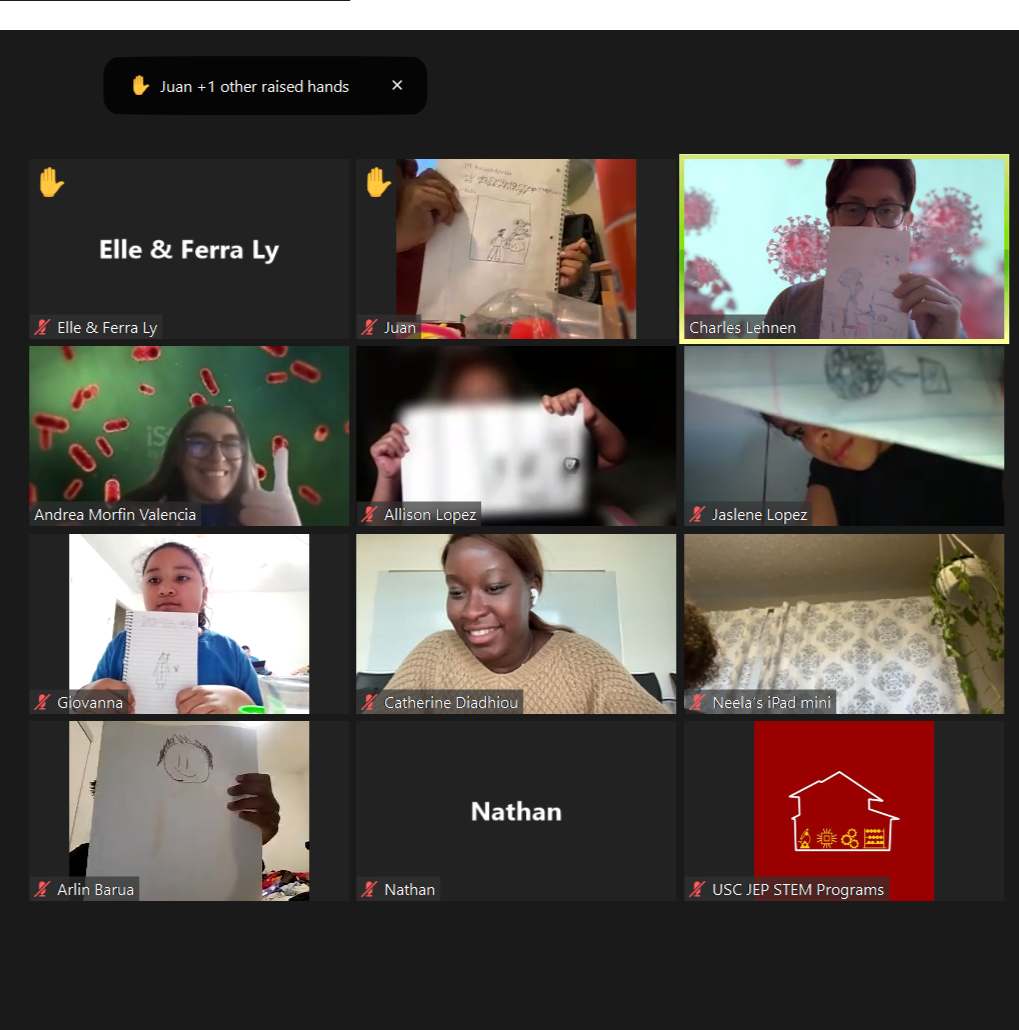 Juan +1 other raised hands
Elle & Ferra Ly
Elle & Ferra Ly
Juan
Charles Lehnen
iS
Andrea Morfin Valencia
Allison Lopez
Jaslene Lopez
Giovanna
Catherine Diadhiou
Neela's iPad mini
Arlin Barua
Nathan
Nathan
USC JEP STEM Programs